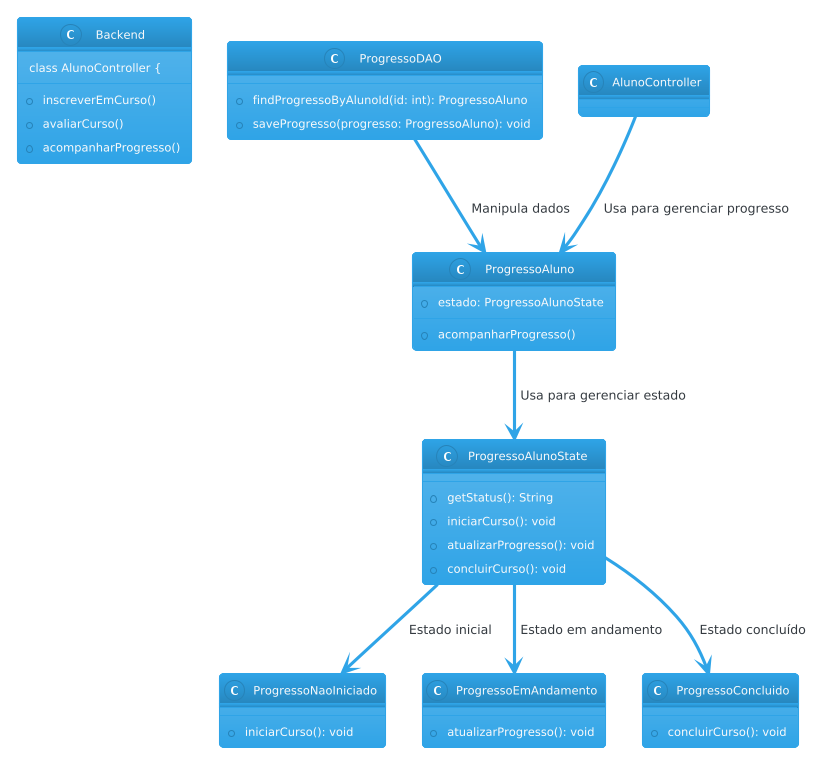 C Backend
class AlunoController {
inscreverEmCurso()
avaliarCurso()
acompanharProgresso()
C ProgressoDAO
findProgressoByAlunoId(id: int): ProgressoAluno
saveProgresso(progresso: ProgressoAluno): void
C AlunoController
Manipula dados
Usa para gerenciar progresso
C ProgressoAluno
estado: ProgressoAlunoState
acompanharProgresso()
Usa para gerenciar estado
C ProgressoAlunoState
getStatus(): String
iniciarCurso(): void
atualizarProgresso(): void
concluirCurso(): void
Estado inicial
Estado em andamento
Estado concluído
C ProgressoNaoIniciado
iniciarCurso(): void
C ProgressoEmAndamento
atualizarProgresso(): void
C ProgressoConcluido
concluirCurso(): void